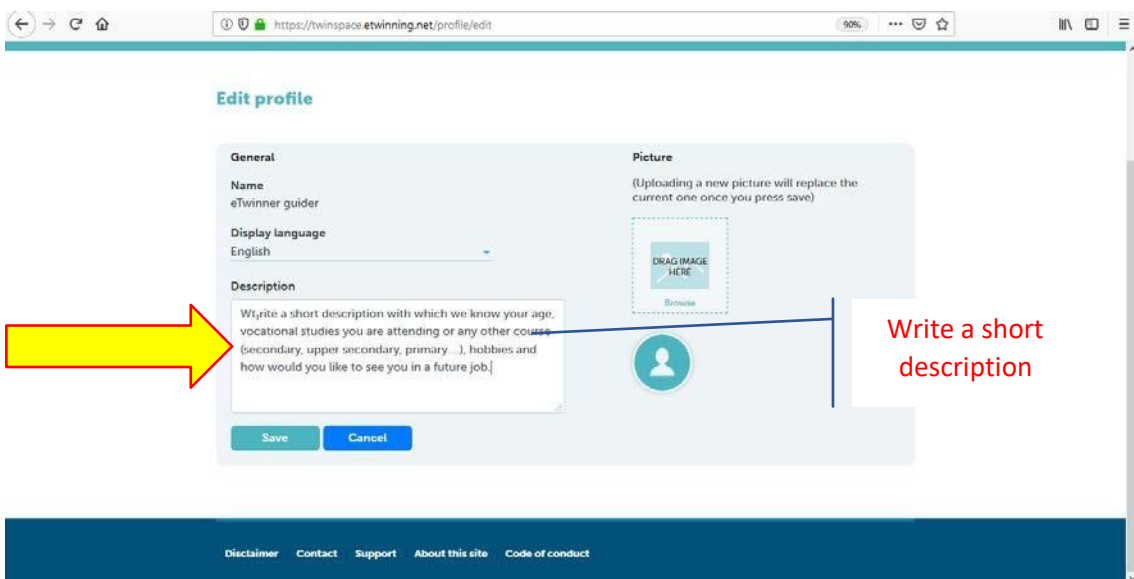 https://twinspace.etwinning.net/profile/edit
90%
Edit profile
General
Name
eTwinner guider
Display language
English
Description
Wt,rite a short description with which we know your age,
vocational studies you are attending or any other course
(secondary, upper secondary, primary...), hobbies and
how would you like to see you in a future job.
Save
Cancel
Picture
(Uploading a new picture will replace the
current one once you press save)
DRAG IMAGE
HERE
Browse
Write a short
description
Disclaimer Contact Support About this site Code of conduct